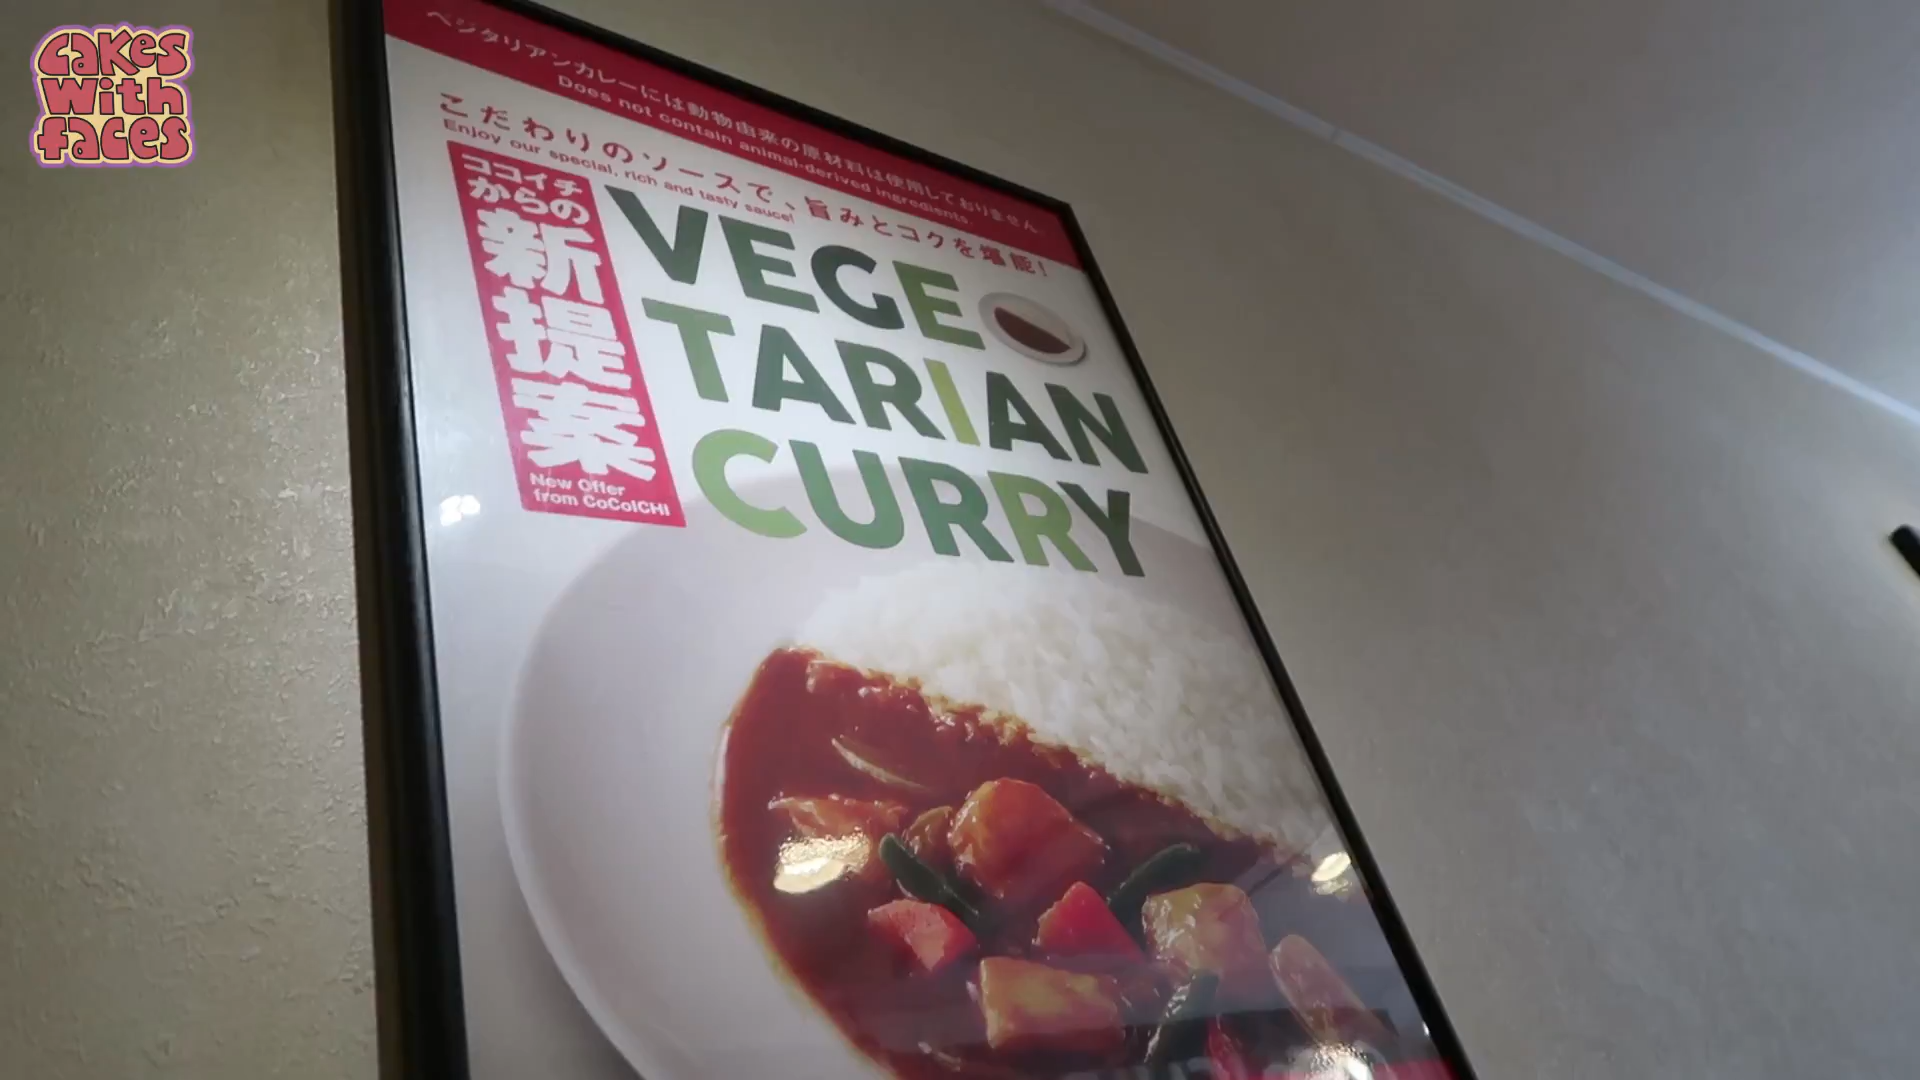 cakes
with
faces
ベジタリアンカレーには動物由来の原材料は使用しておりません。
Does not contain animal-derived ingredients.
こだわりのソースで、旨みとコクを堪能！
Enjoy our special, rich and tasty sauce!
ココイチ
からの
新提案
New Offer
from CoCoICHI
VEGE
TARIAN
CURRY